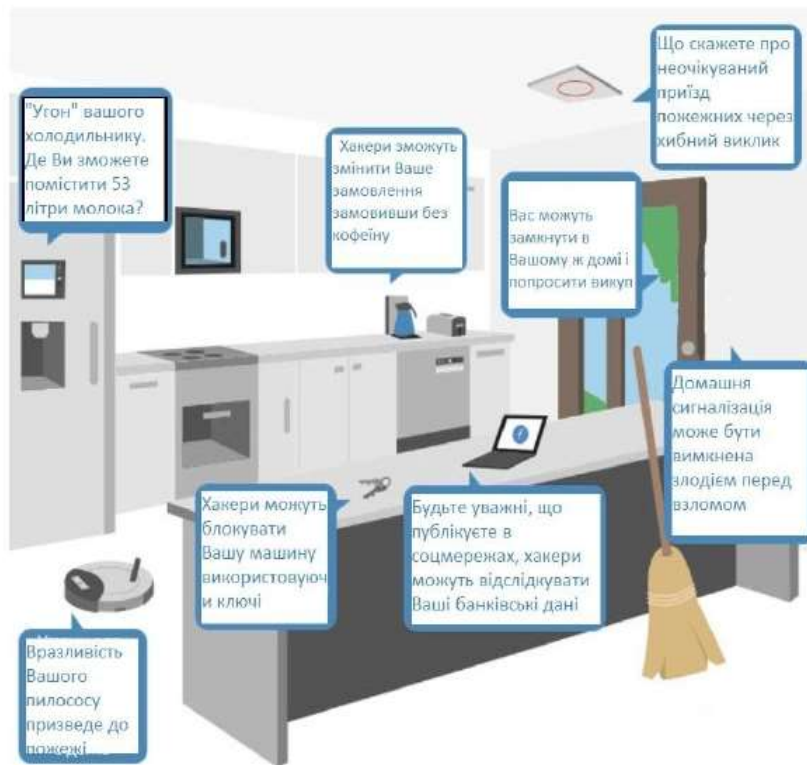 Що скажете про
неочікуваний
приїзд
пожежних через
хибний виклик
"Угон" вашого
холодильнику.
Де Ви зможете
помістити 53
літри молока?
Хакери зможуть
змінити Ваше
замовлення
замовивши без
кофеїну
Вас можуть
замкнути в
Вашому ж домі і
попросити викуп
Домашня
сигналізація
може бути
вимкнена
злодієм перед
взломом
Хакери можуть
блокувати
Вашу машину
використовуюч
и ключі
Будьте уважні, що
публікуєте в
соцмережах, хакери
можуть відслідкувати
Ваші банківські дані
Вразливість
Вашого
пилососу
призведе до
пожежі